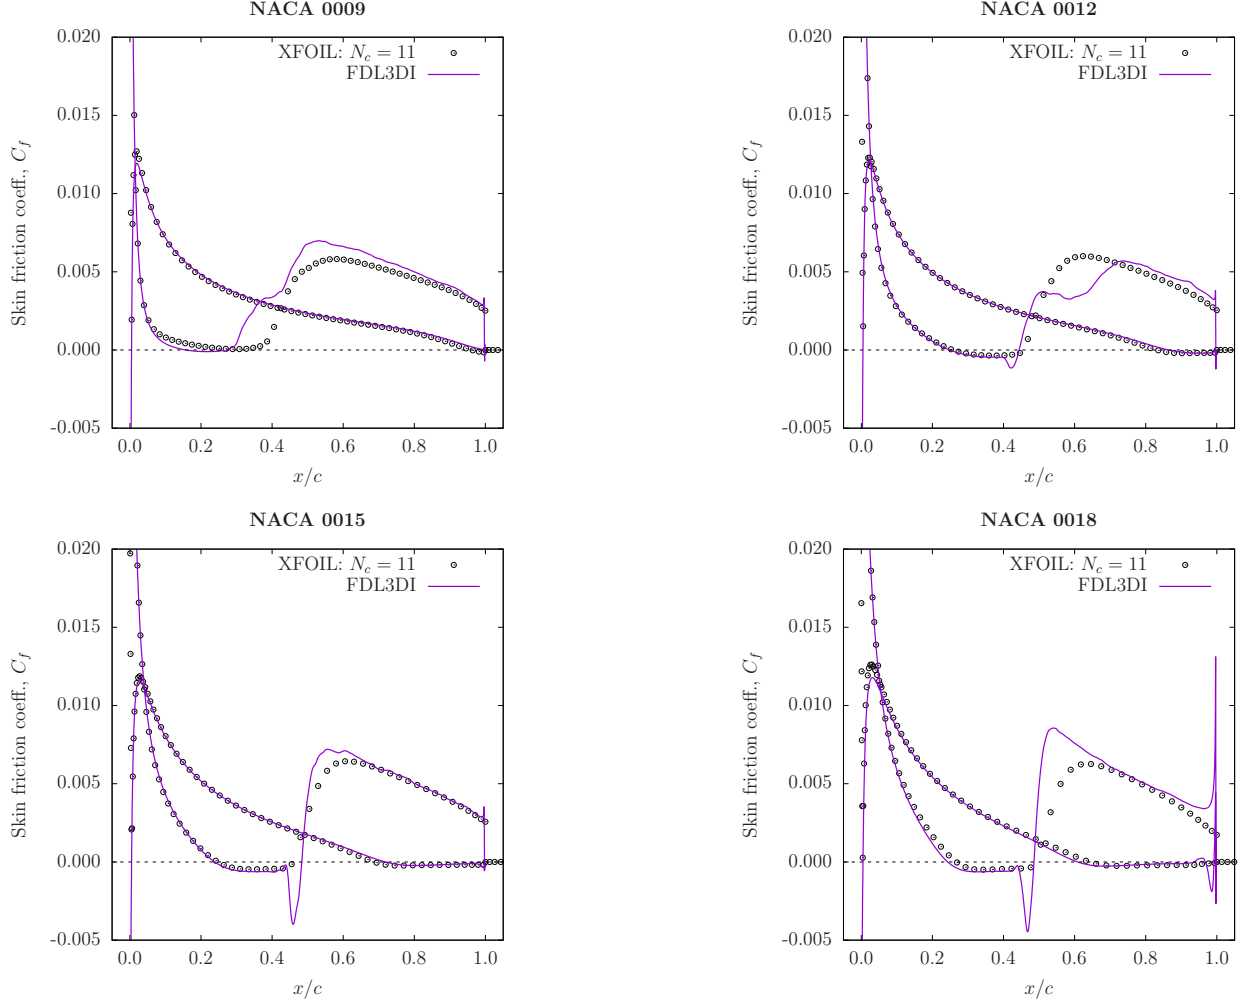 NACA 0009
0.020
0.015
0.010
0.005
0.000
-0.005
Skin friction coeff., C_f
XFOIL: N_c = 11
FDL3DI
0.0 0.2 0.4 0.6 0.8 1.0
x/c
NACA 0012
0.020
0.015
0.010
0.005
0.000
-0.005
Skin friction coeff., C_f
XFOIL: N_c = 11
FDL3DI
0.0 0.2 0.4 0.6 0.8 1.0
x/c
NACA 0015
0.020
0.015
0.010
0.005
0.000
-0.005
Skin friction coeff., C_f
XFOIL: N_c = 11
FDL3DI
0.0 0.2 0.4 0.6 0.8 1.0
x/c
NACA 0018
0.020
0.015
0.010
0.005
0.000
-0.005
Skin friction coeff., C_f
XFOIL: N_c = 11
FDL3DI
0.0 0.2 0.4 0.6 0.8 1.0
x/c